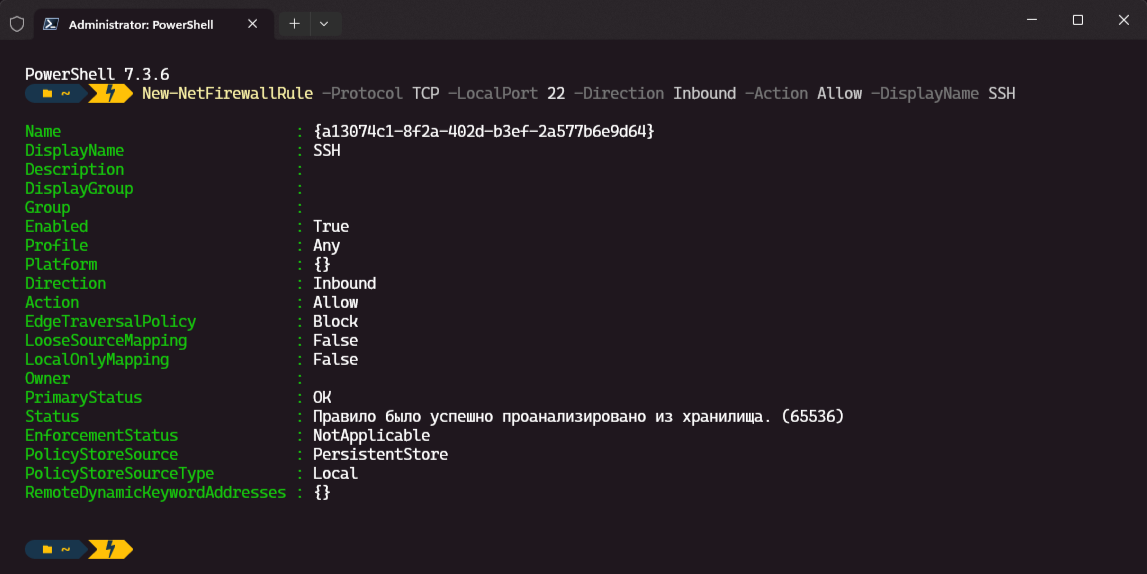 Administrator: PowerShell
PowerShell 7.3.6
~ New-NetFirewallRule -Protocol TCP -LocalPort 22 -Direction Inbound -Action Allow -DisplayName SSH
Name : {a13074c1-8f2a-402d-b3ef-2a577b6e9d64}
DisplayName : SSH
Description :
DisplayGroup :
Group :
Enabled : True
Profile : Any
Platform : {}
Direction : Inbound
Action : Allow
EdgeTraversalPolicy : Block
LooseSourceMapping : False
LocalOnlyMapping : False
Owner :
PrimaryStatus : OK
Status : Правило было успешно проанализировано из хранилища. (65536)
EnforcementStatus : NotApplicable
PolicyStoreSource : PersistentStore
PolicyStoreSourceType : Local
RemoteDynamicKeywordAddresses : {}
~